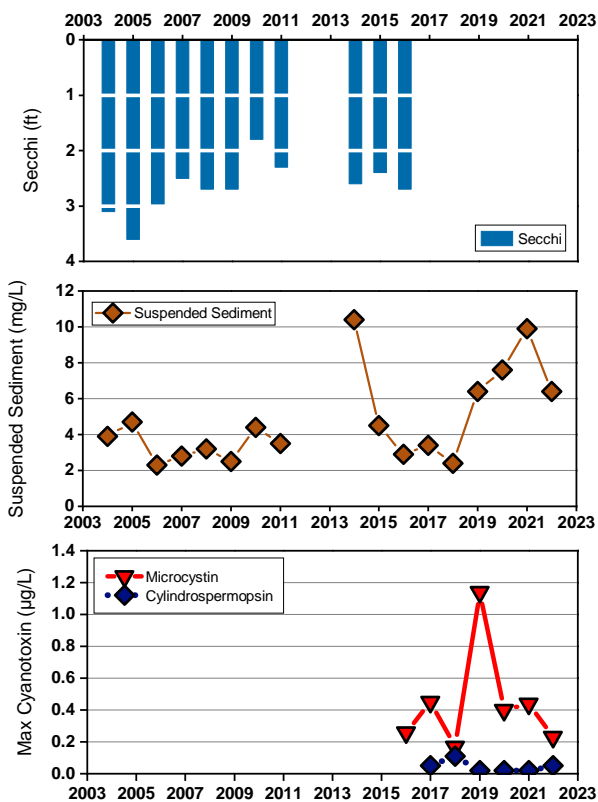 2003 2005 2007 2009 2011 2013 2015 2017 2019 2021 2023
0
1
2
3
4
Secchi (ft)
Secchi
12
10
8
6
4
2
0
Suspended Sediment (mg/L)
Suspended Sediment
2003 2005 2007 2009 2011 2013 2015 2017 2019 2021 2023
1.4
1.2
1.0
0.8
0.6
0.4
0.2
0.0
Max Cyanotoxin (µg/L)
Microcystin
Cylindrospermopsin
2003 2005 2007 2009 2011 2013 2015 2017 2019 2021 2023